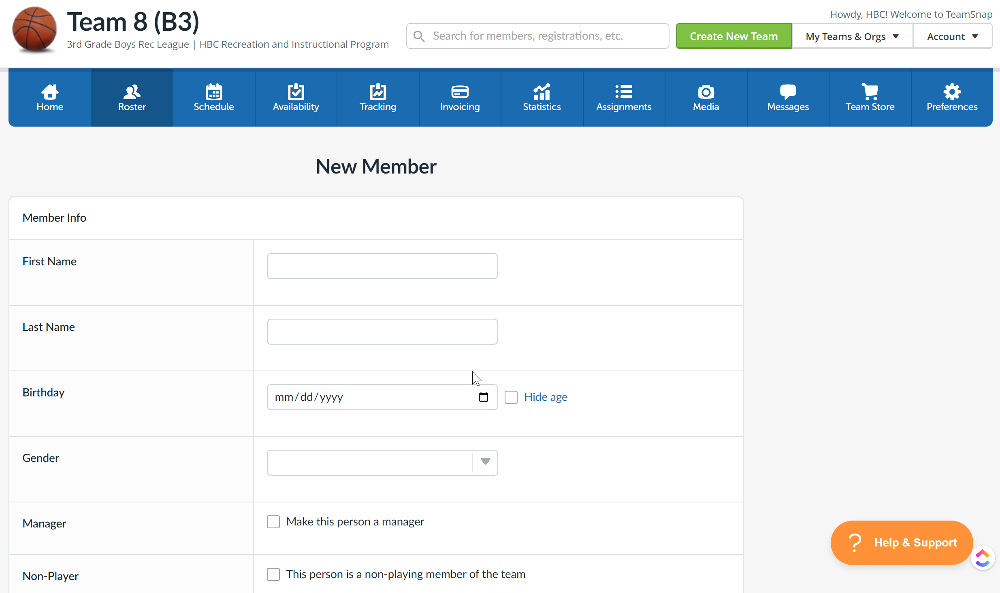 Team 8 (B3)
3rd Grade Boys Rec League | HBC Recreation and Instructional Program
Howdy, HBC! Welcome to TeamSnap
Search for members, registrations, etc.
Create New Team
My Teams & Orgs
Account
Home
Roster
Schedule
Availability
Tracking
Invoicing
Statistics
Assignments
Media
Messages
Team Store
Preferences
New Member
Member Info
First Name
Last Name
Birthday
mm/dd/yyyy
Hide age
Gender
Manager
Make this person a manager
Non-Player
This person is a non-playing member of the team
? Help & Support